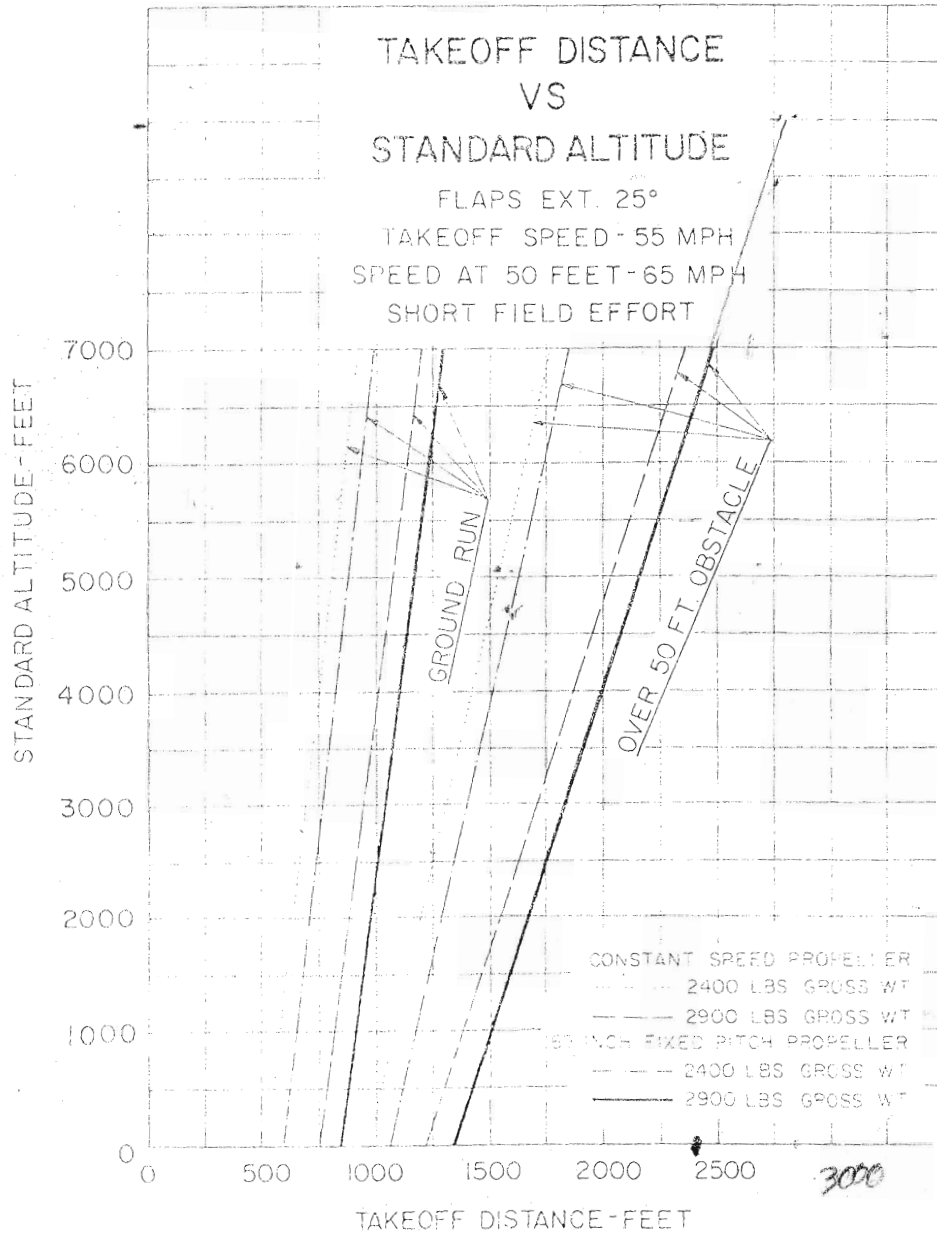 TAKEOFF DISTANCE
VS
STANDARD ALTITUDE
FLAPS EXT. 25°
TAKEOFF SPEED-55 MPH
SPEED AT 50 FEET-65 MPH
SHORT FIELD EFFORT
STANDARD ALTITUDE-FEET
7000
6000
5000
4000
3000
2000
1000
0
GROUND RUN
OVER 50 FT. OBSTACLE
CONSTANT SPEED PROPELLER
2400 LBS GROSS WT
2900 LBS GROSS WT
INCH FIXED PITCH PROPELLER
2400 LBS GROSS WT
2900 LBS GROSS WT
0 500 1000 1500 2000 2500 3000
TAKEOFF DISTANCE-FEET